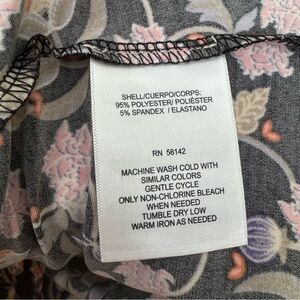 SHELL/CUERPO/CORPS:
95% POLYESTER/ POLIÉSTER
5% SPANDEX / ELASTANO
RN 58142
MACHINE WASH COLD WITH
SIMILAR COLORS
GENTLE CYCLE
ONLY NON-CHLORINE BLEACH
WHEN NEEDED
TUMBLE DRY LOW
WARM IRON AS NEEDED